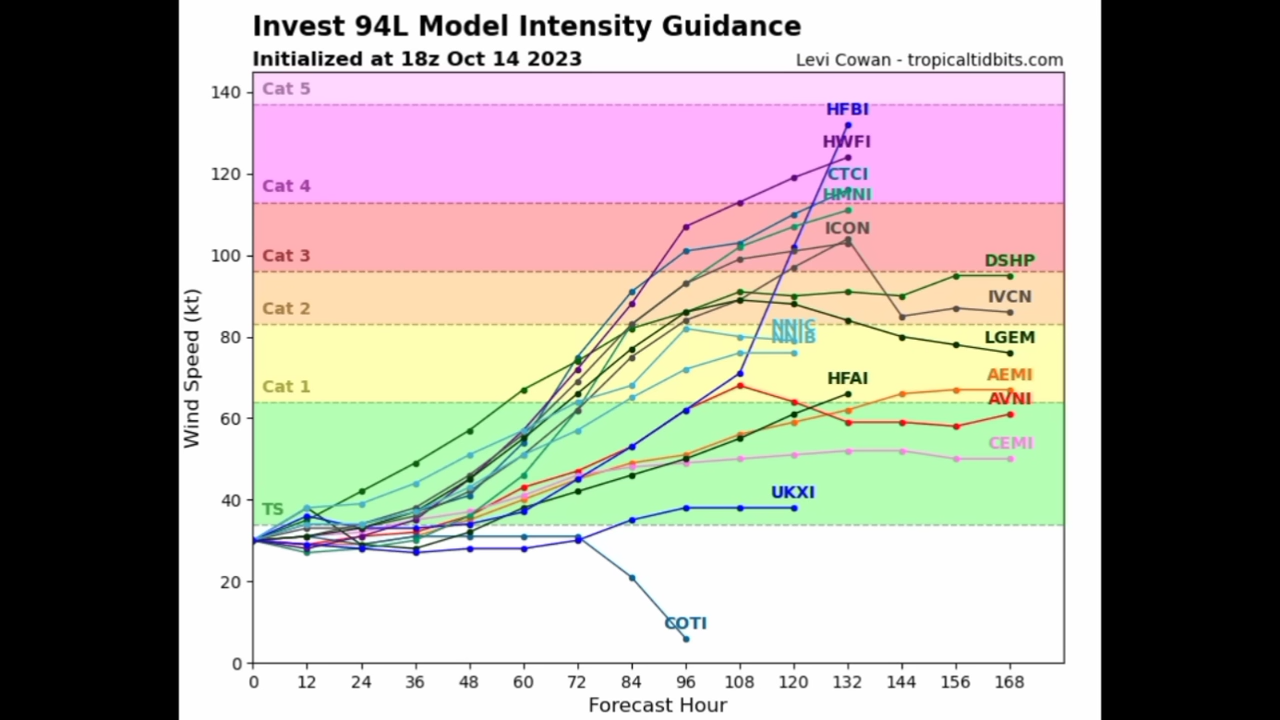 Invest 94L Model Intensity Guidance
Initialized at 18z Oct 14 2023
Levi Cowan - tropicaltidbits.com
140
120
100
80
60
40
20
0
Wind Speed (kt)
Cat 5
Cat 4
Cat 3
Cat 2
Cat 1
TS
HFBI
HWFI
CTCI
HMNI
ICON
DSHP
IVCN
NNIC
NNIB
LGEM
AEMI
HFAI
AVNI
CEMI
UKXI
COTI
0 12 24 36 48 60 72 84 96 108 120 132 144 156 168
Forecast Hour